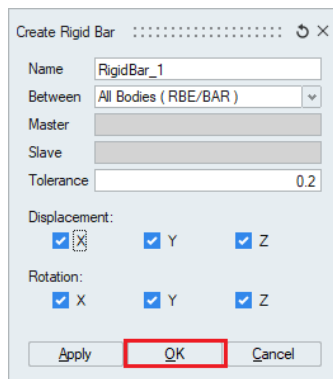 Create Rigid Bar
Name RigidBar_1
Between All Bodies ( RBE/BAR )
Master
Slave
Tolerance 0.2
Displacement:
X Y Z
Rotation:
X Y Z
Apply OK Cancel